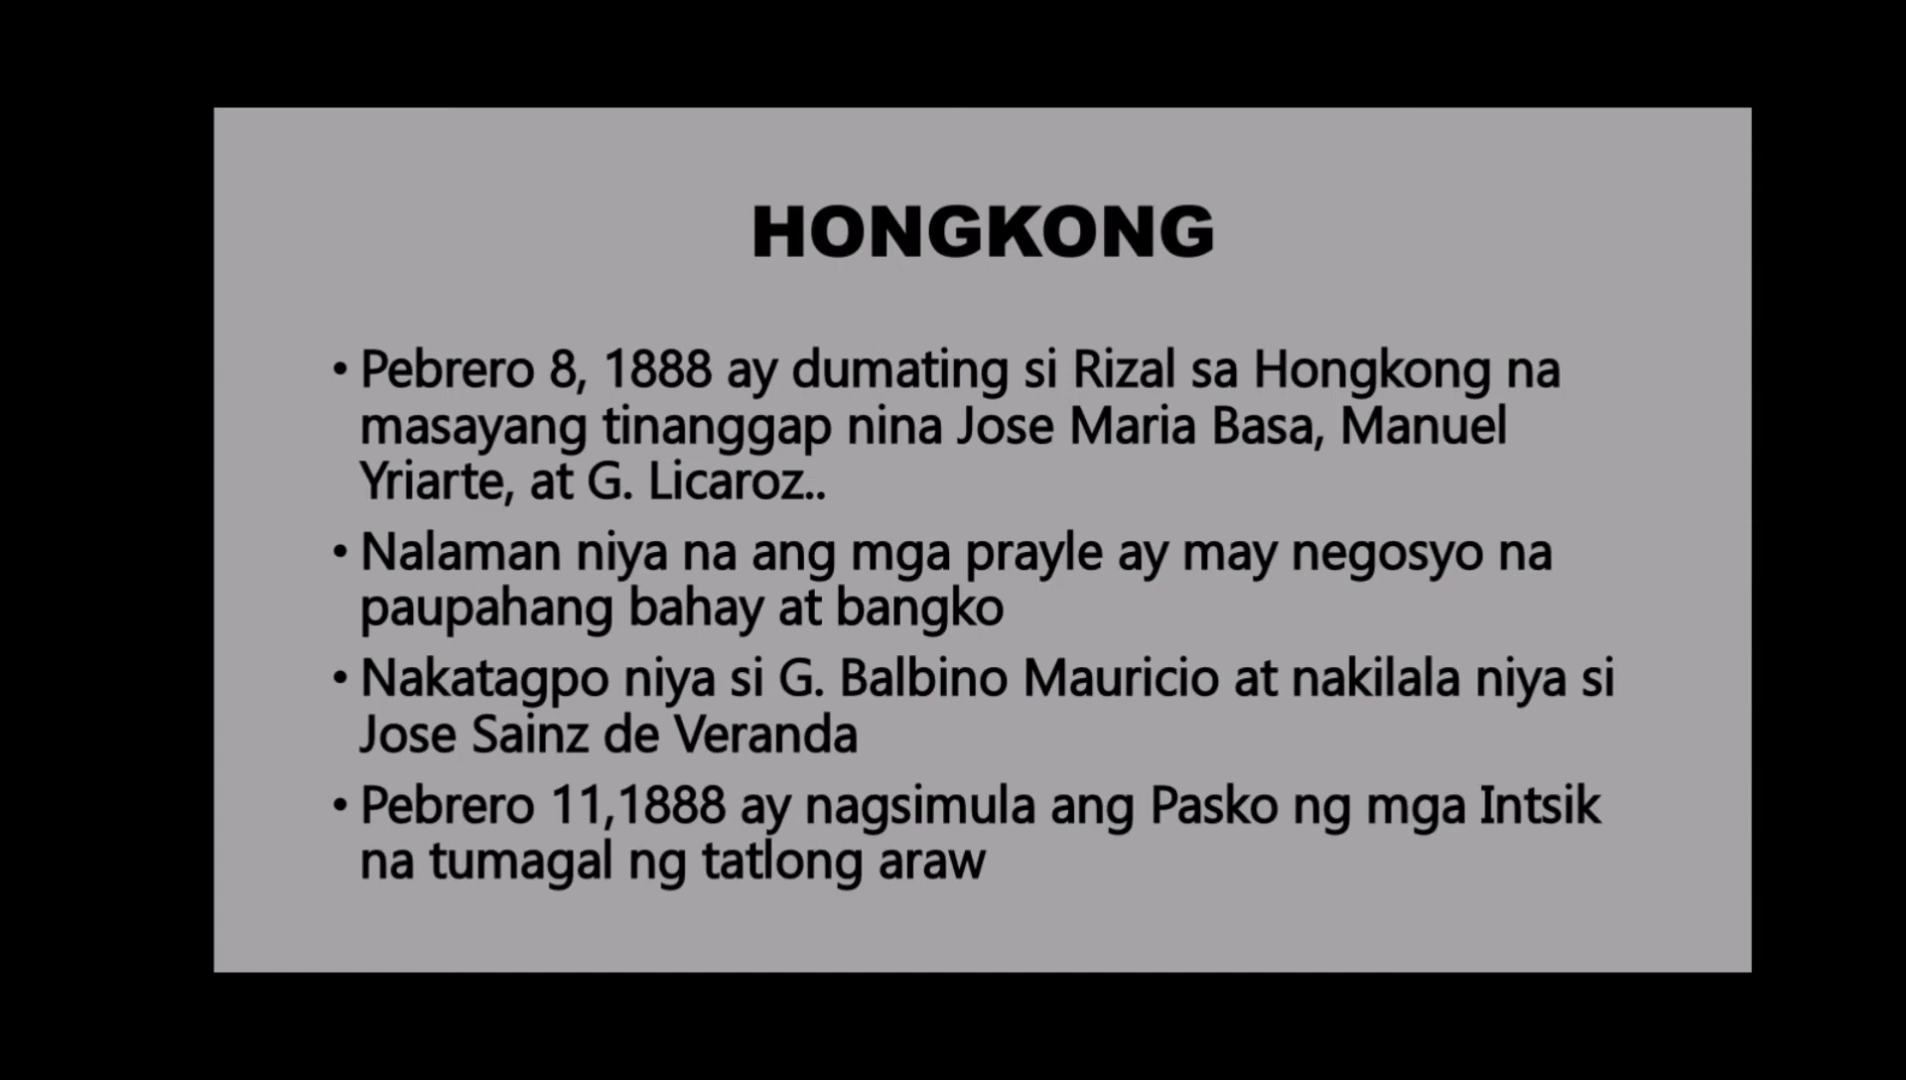 HONGKONG
• Pebrero 8, 1888 ay dumating si Rizal sa Hongkong na
masayang tinanggap nina Jose Maria Basa, Manuel
Yriarte, at G. Licaroz..
• Nalaman niya na ang mga prayle ay may negosyo na
paupahang bahay at bangko
• Nakatagpo niya si G. Balbino Mauricio at nakilala niya si
Jose Sainz de Veranda
• Pebrero 11,1888 ay nagsimula ang Pasko ng mga Intsik
na tumagal ng tatlong araw